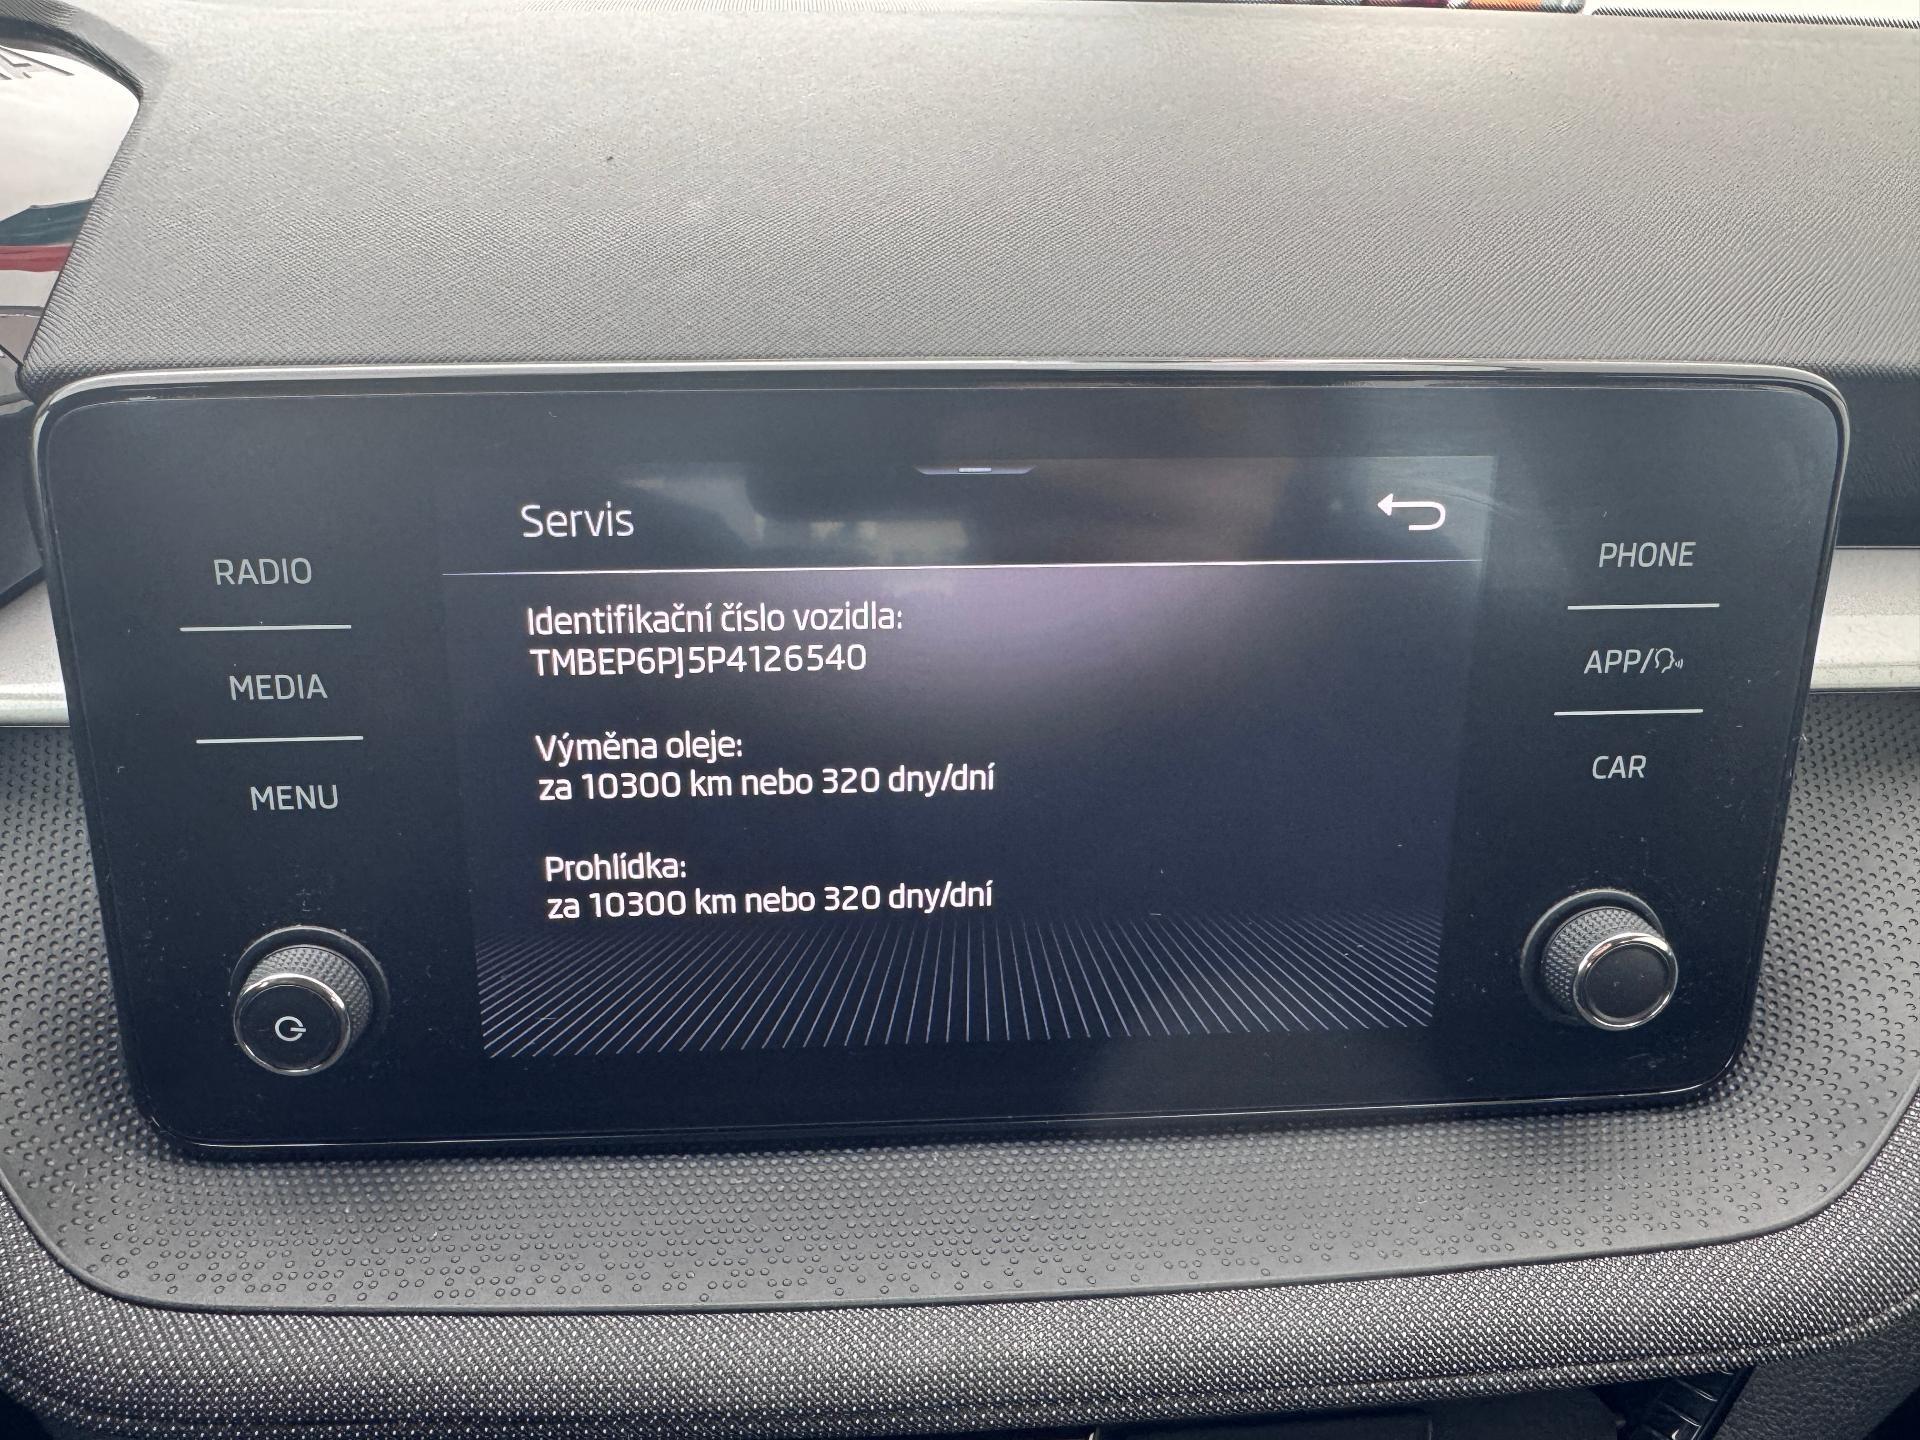 Servis
RADIO
MEDIA
MENU
Identifikační číslo vozidla:
TMBEP6PJ5P4126540
Výměna oleje:
za 10300 km nebo 320 dny/dní
Prohlídka:
za 10300 km nebo 320 dny/dní
PHONE
APP/
CAR